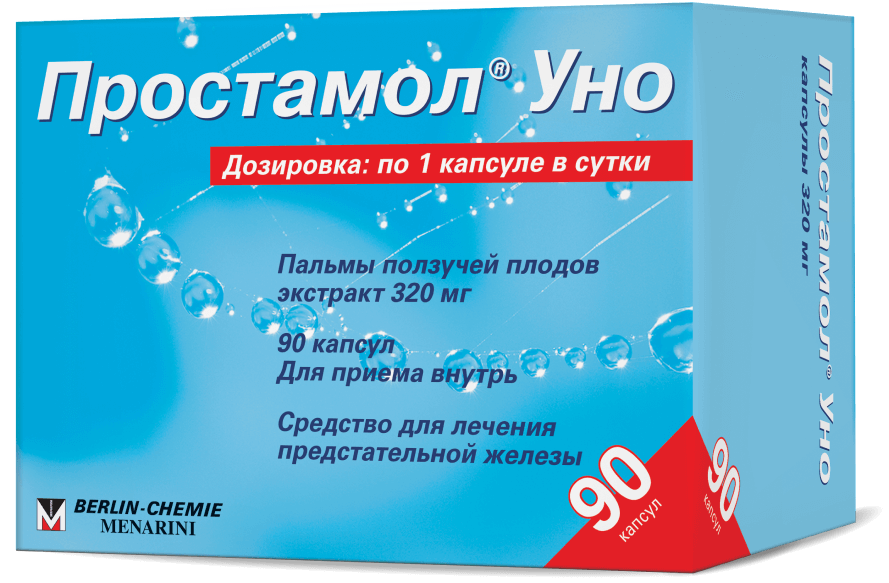 Простамол® Уно
Дозировка: по 1 капсуле в сутки
Пальмы ползучей плодов
экстракт 320 мг
90 капсул
Для приема внутрь
Средство для лечения
предстательной железы
90
капсул
BERLIN-CHEMIE
MENARINI
Простамол® Уно
капсулы 320 мг
90
капсул